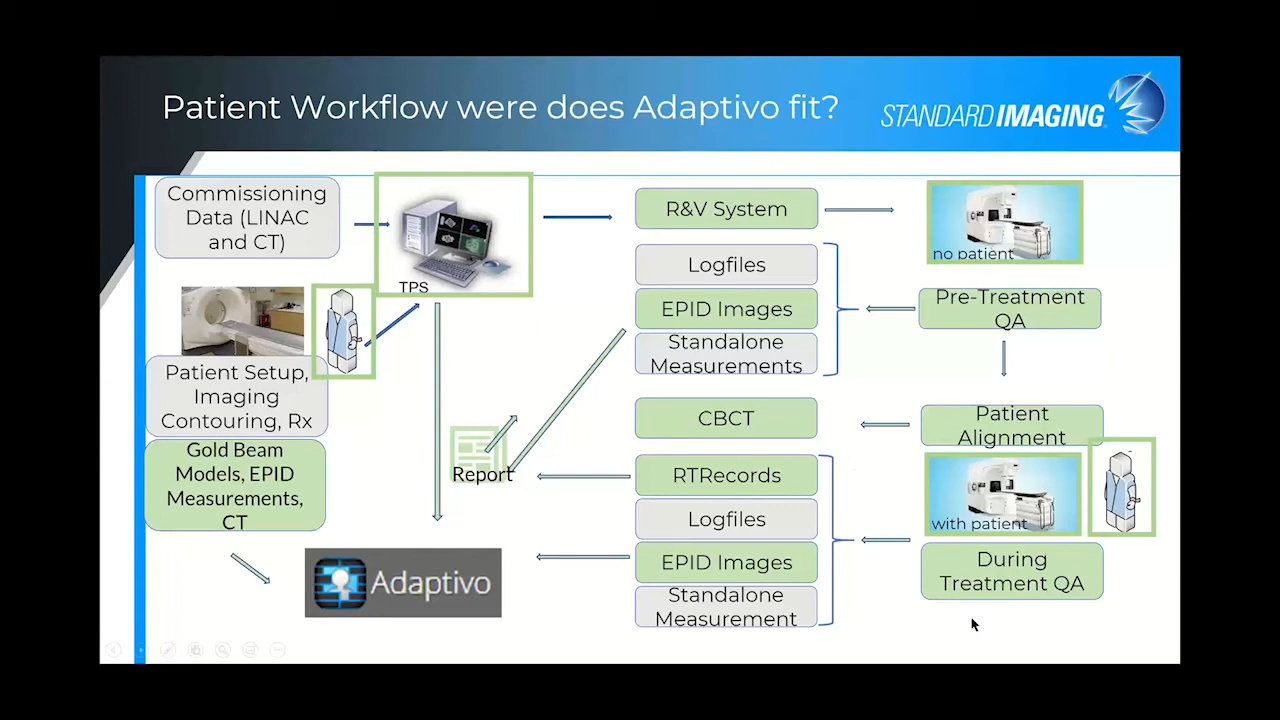 Patient Workflow were does Adaptivo fit?
STANDARD IMAGING
Commissioning
Data (LINAC
and CT)
TPS
R&V System
no patient
Logfiles
EPID Images
Standalone
Measurements
Pre-Treatment
QA
Patient Setup,
Imaging
Contouring, Rx
CBCT
Patient
Alignment
Gold Beam
Models, EPID
Measurements,
CT
Report
RTRecords
Logfiles
EPID Images
Standalone
Measurement
with patient
During
Treatment QA
Adaptivo